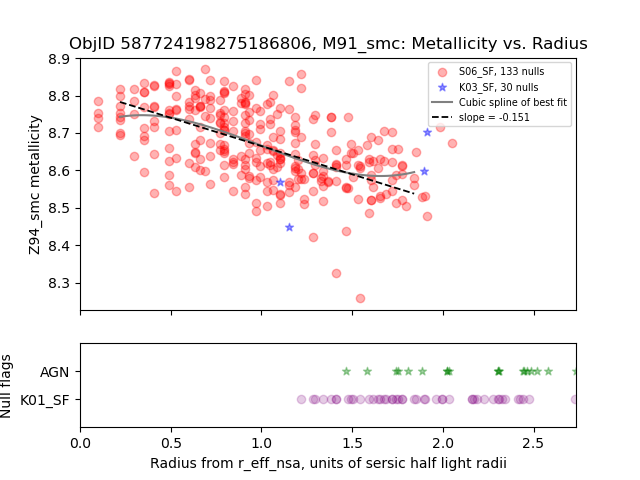 ObjID 587724198275186806, M91_smc: Metallicity vs. Radius
8.9
8.8
8.7
8.6
8.5
8.4
8.3
Z94_smc metallicity
S06_SF, 133 nulls
K03_SF, 30 nulls
Cubic spline of best fit
slope = -0.151
Null flags
AGN
K01_SF
0.0 0.5 1.0 1.5 2.0 2.5
Radius from r_eff_nsa, units of sersic half light radii